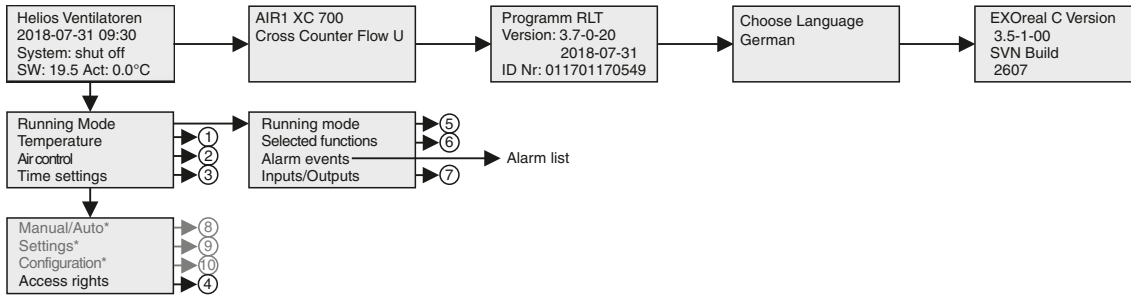 Helios Ventilatoren
2018-07-31 09:30
System: shut off
SW: 19.5 Act: 0.0°C
AIR1 XC 700
Cross Counter Flow U
Programm RLT
Version: 3.7-0-20
2018-07-31
ID Nr: 011701170549
Choose Language
German
EXOreal C Version
3.5-1-00
SVN Build
2607
Running Mode
Temperature 1
Air control 2
Time settings 3
Running mode 5
Selected functions 6
Alarm events Alarm list
Inputs/Outputs 7
Manual/Auto* 8
Settings* 9
Configuration* 10
Access rights 4